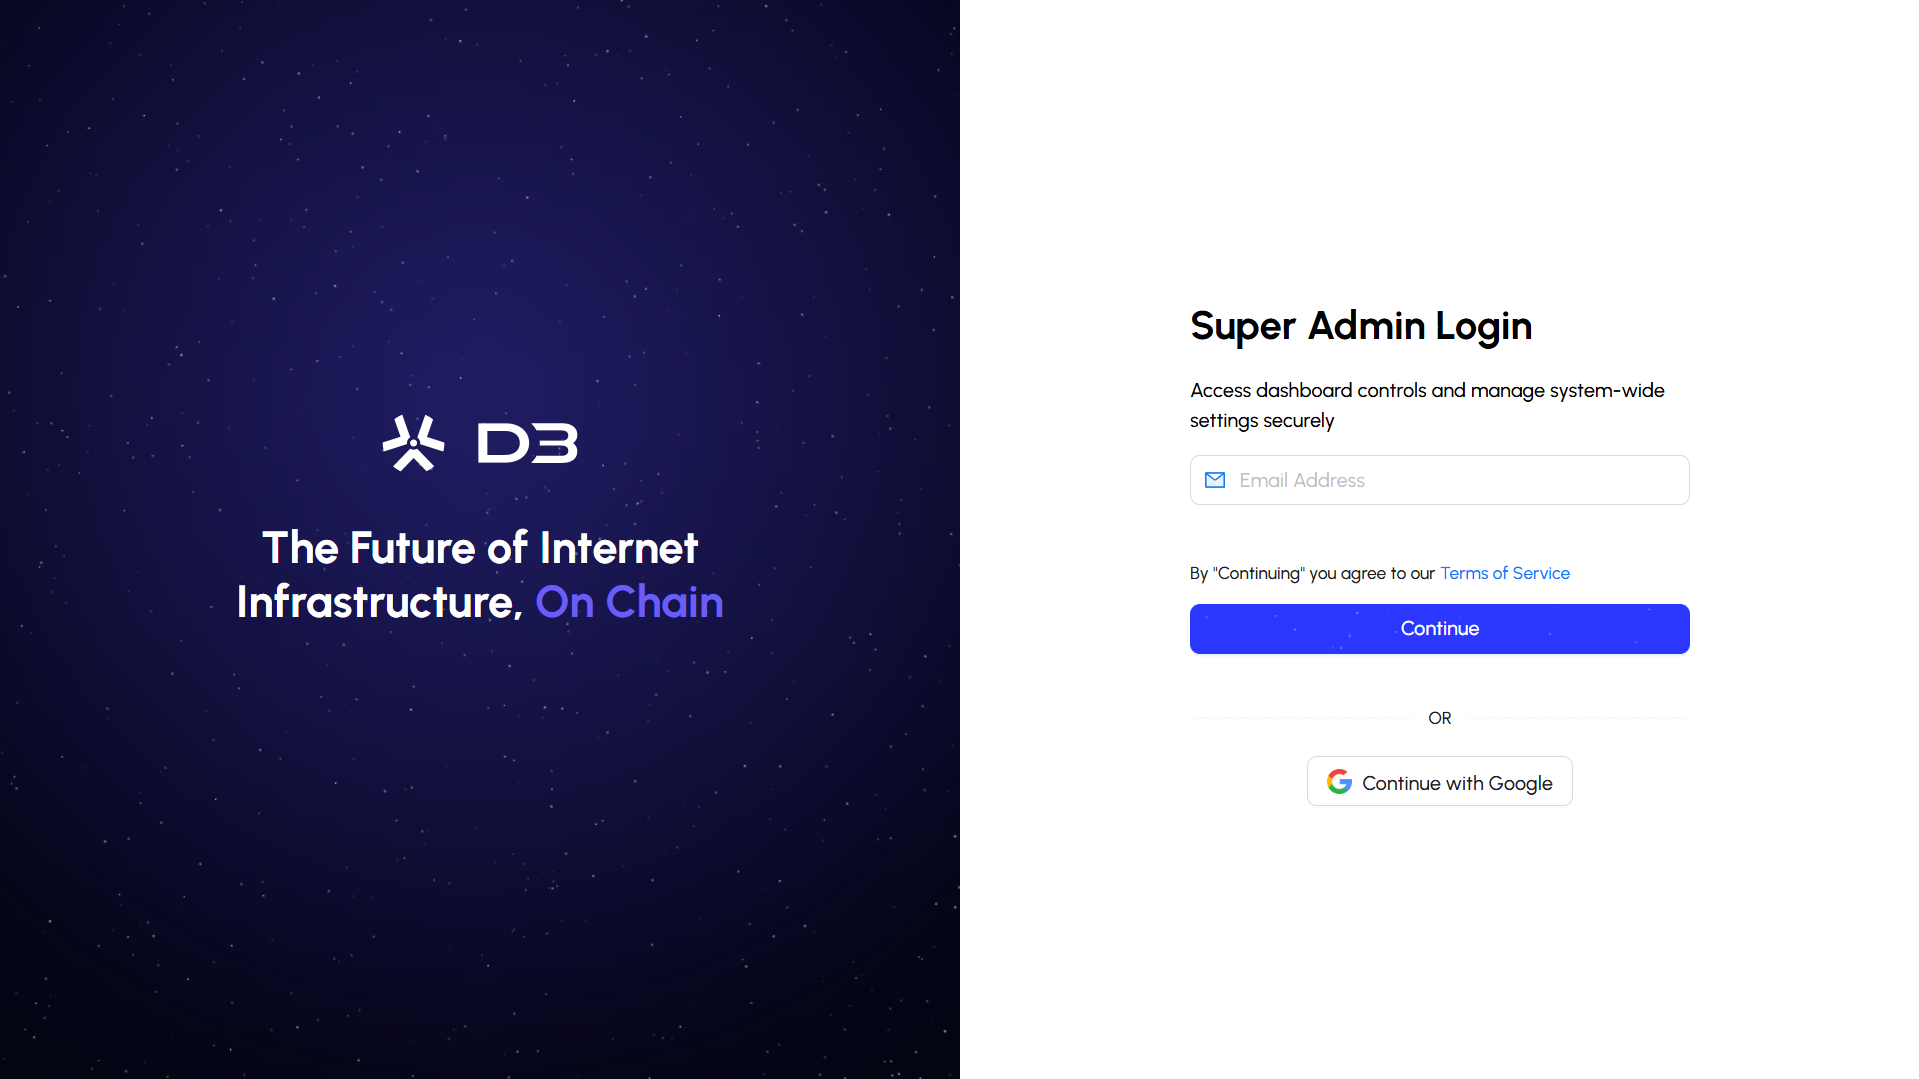 D3
The Future of Internet
Infrastructure, On Chain
Super Admin Login
Access dashboard controls and manage system-wide
settings securely
Email Address
By "Continuing" you agree to our Terms of Service
Continue
OR
Continue with Google